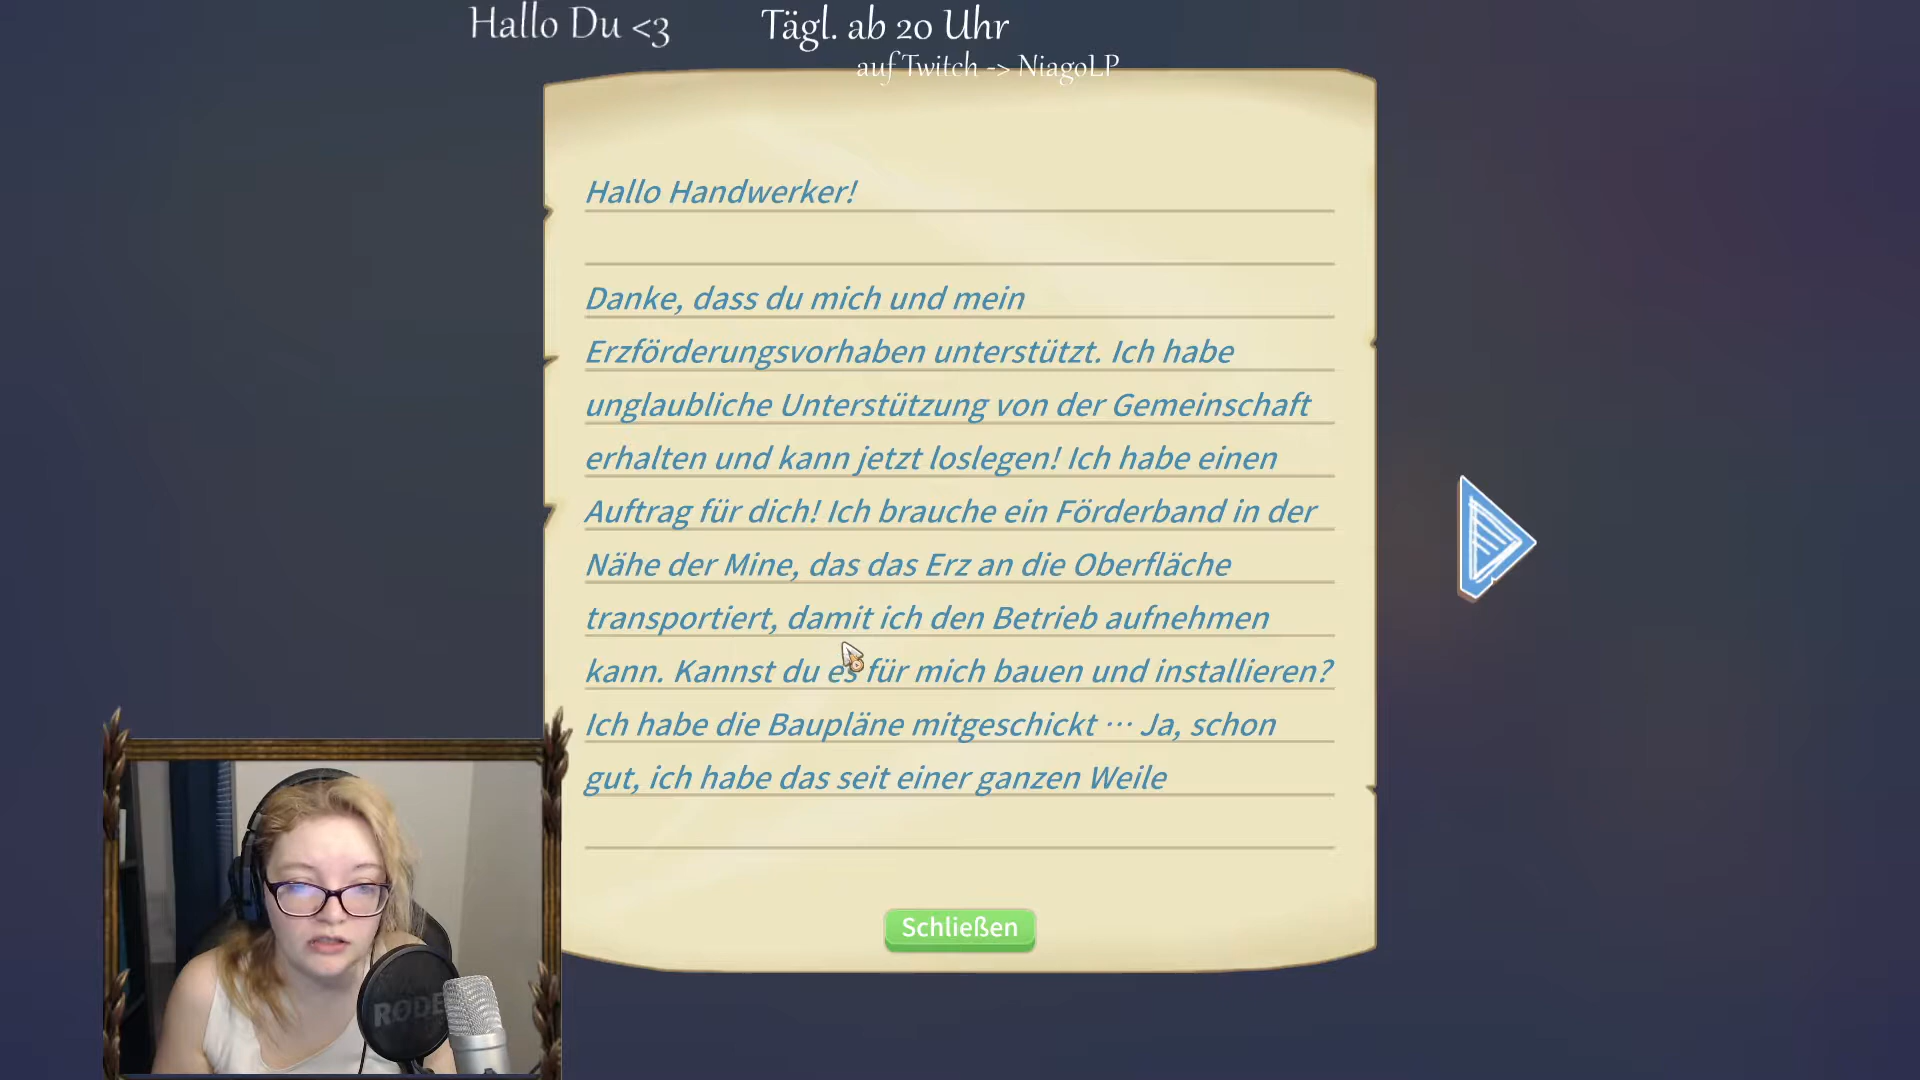 Hallo Du <3
Tägl. ab 20 Uhr
auf Twitch -> NiagoLP
Hallo Handwerker!
Danke, dass du mich und mein
Erzförderungsvorhaben unterstützt. Ich habe
unglaubliche Unterstützung von der Gemeinschaft
erhalten und kann jetzt loslegen! Ich habe einen
Auftrag für dich! Ich brauche ein Förderband in der
Nähe der Mine, das das Erz an die Oberfläche
transportiert, damit ich den Betrieb aufnehmen
kann. Kannst du es für mich bauen und installieren?
Ich habe die Baupläne mitgeschickt ··· Ja, schon
gut, ich habe das seit einer ganzen Weile
Schließen
RØDE